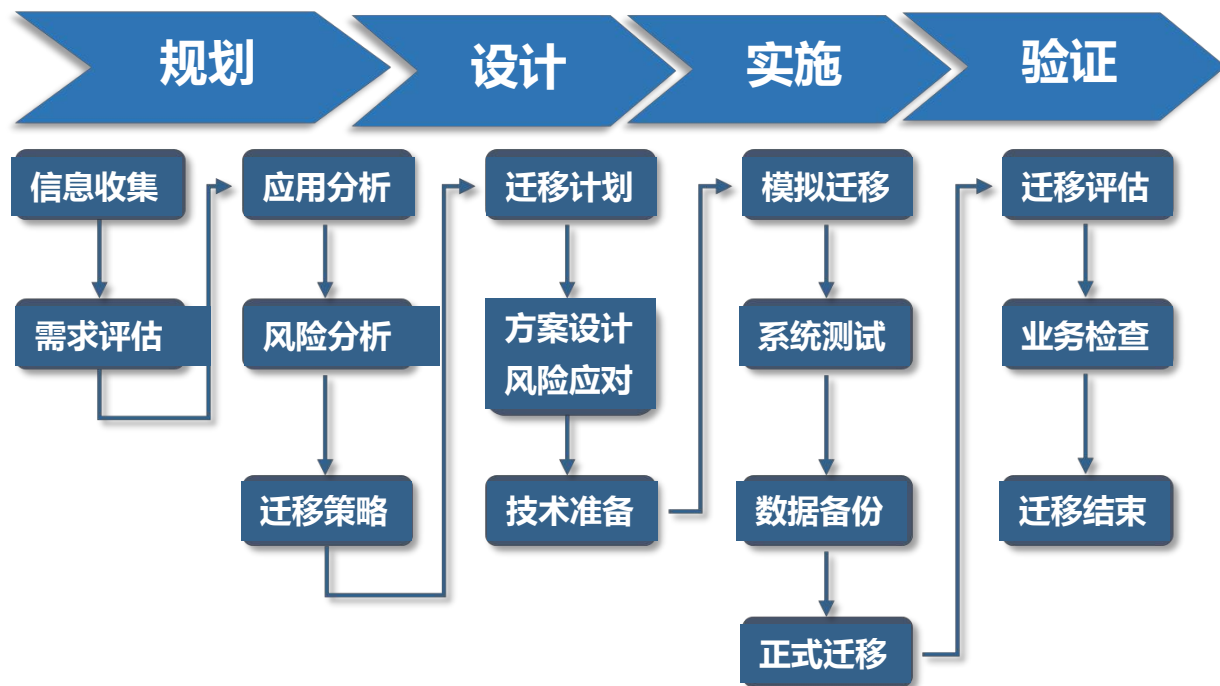 规划
设计
实施
验证
信息收集
需求评估
应用分析
风险分析
迁移策略
迁移计划
方案设计
风险应对
技术准备
模拟迁移
系统测试
数据备份
正式迁移
迁移评估
业务检查
迁移结束